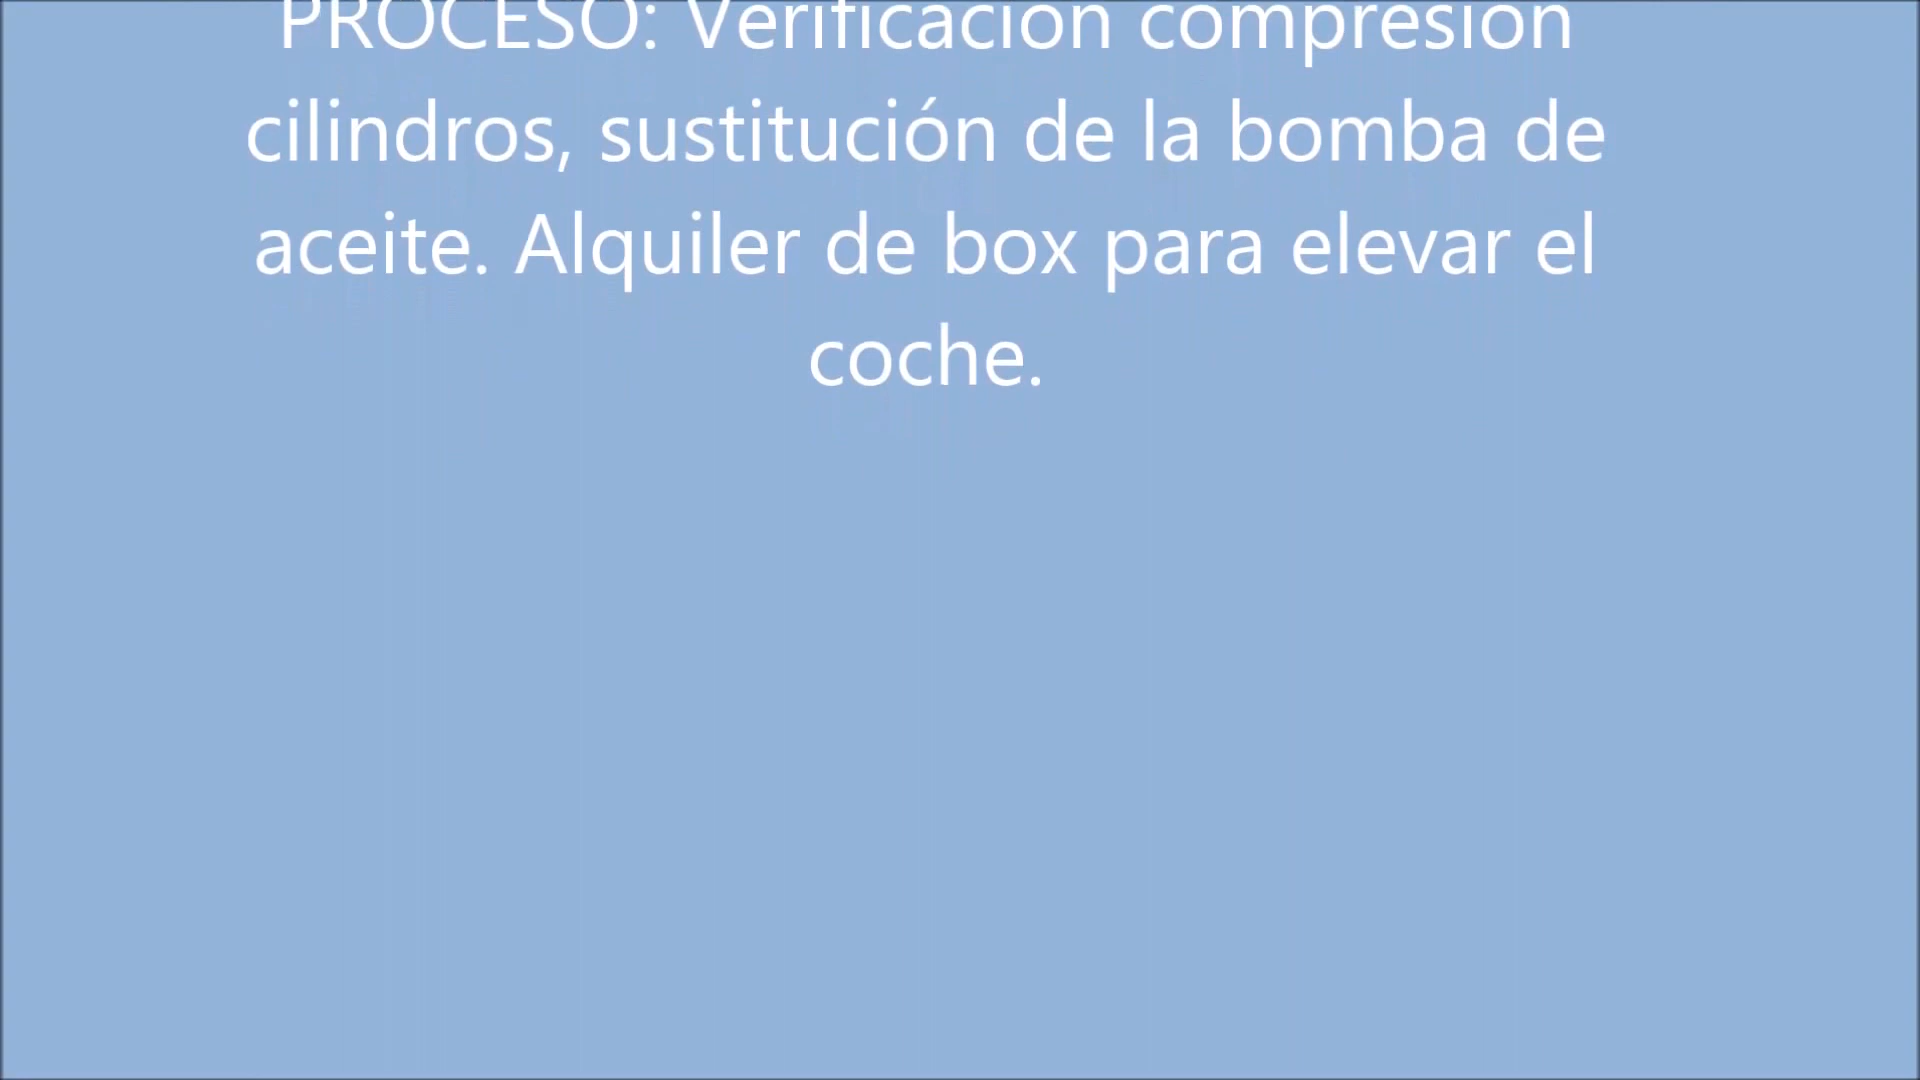 PROCESO: Verificación compresión
cilindros, sustitución de la bomba de
aceite. Alquiler de box para elevar el
coche.